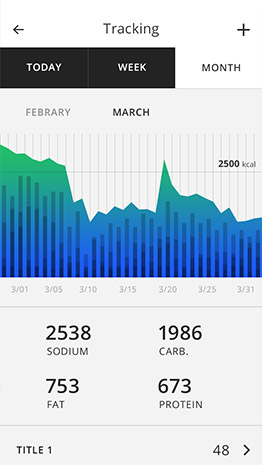 Tracking
TODAY WEEK MONTH
FEBRARY MARCH
2500 kcal
3/01 3/05 3/10 3/15 3/20 3/25 3/31
2538 1986
SODIUM CARB.
753 673
FAT PROTEIN
TITLE 1 48